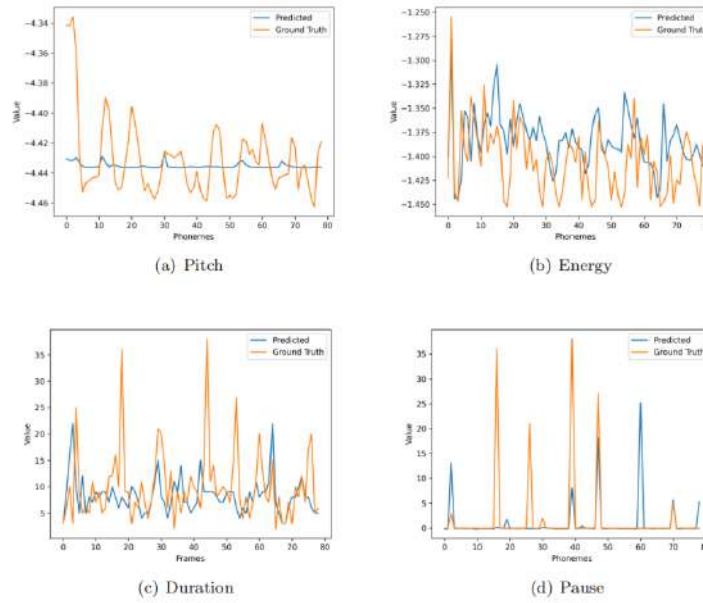 Predicted
Ground Truth
−4.34
−4.36
−4.38
−4.40
−4.42
−4.44
−4.46
Value
0 10 20 30 40 50 60 70 80
Phonemes
(a) Pitch
Predicted
Ground Truth
−1.250
−1.275
−1.300
−1.325
−1.350
−1.375
−1.400
−1.425
−1.450
Value
0 10 20 30 40 50 60 70 80
Phonemes
(b) Energy
Predicted
Ground Truth
35
30
25
20
15
10
5
Value
0 10 20 30 40 50 60 70 80
Frames
(c) Duration
Predicted
Ground Truth
35
30
25
20
15
10
5
0
Value
0 10 20 30 40 50 60 70 80
Phonemes
(d) Pause